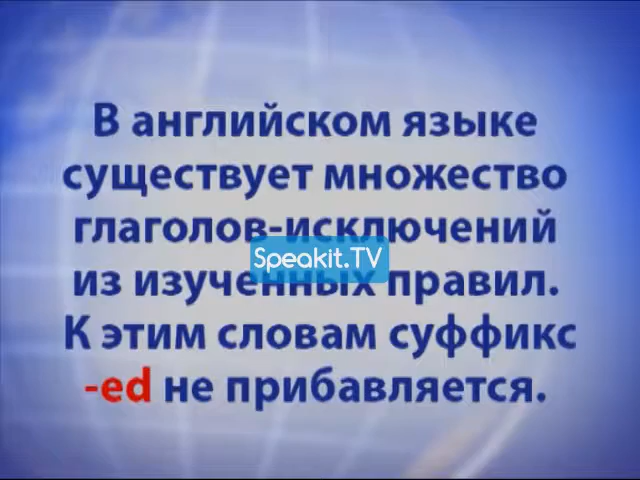 В английском языке
существует множество
глаголов-исключений
Speakit.TV
из изученных правил.
К этим словам суффикс
-ed не прибавляется.